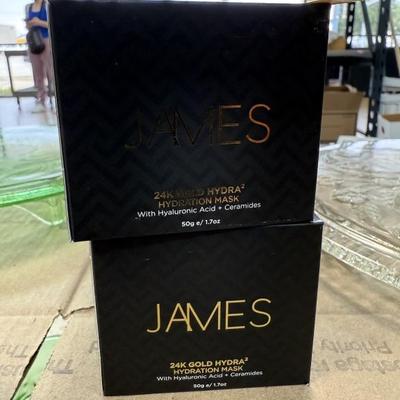 JAMES
24K GOLD HYDRA²
HYDRATION MASK
With Hyaluronic Acid + Ceramides
50g e/ 1.7oz
JAMES
24K GOLD HYDRA²
HYDRATION MASK
With Hyaluronic Acid + Ceramides
50g e/ 1.7oz
Priority